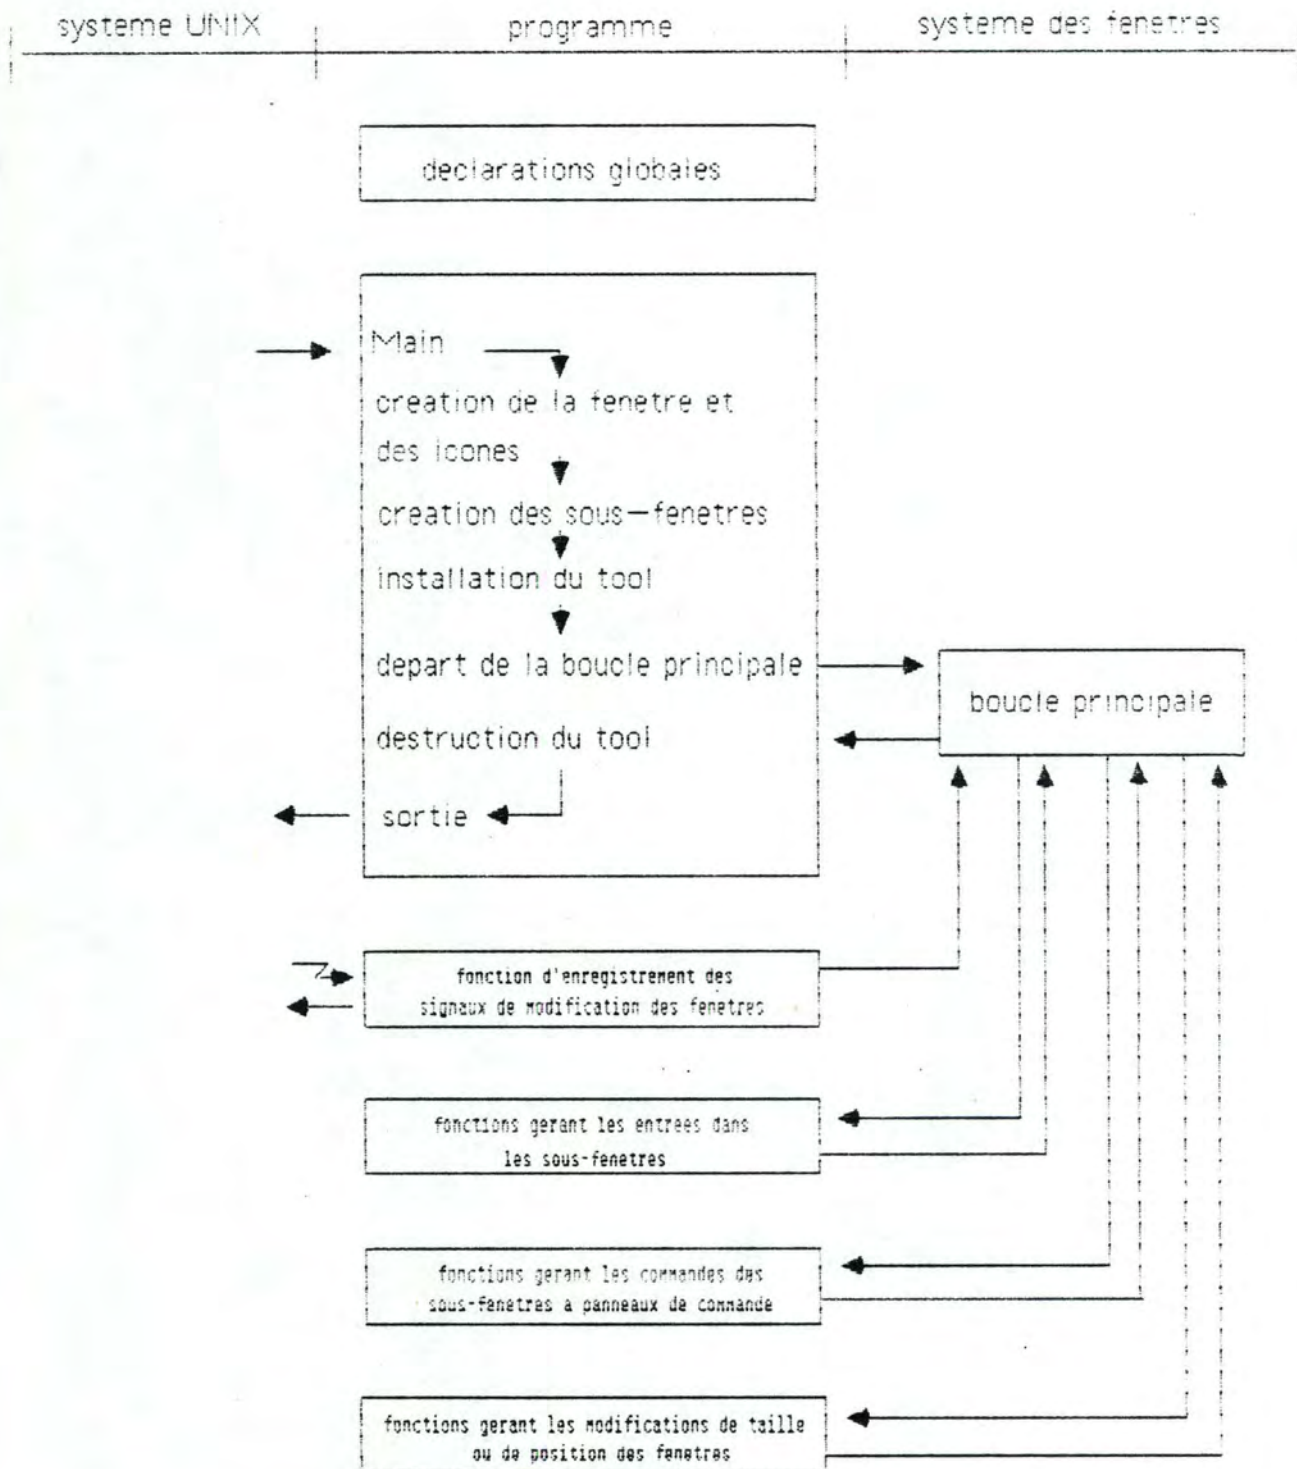 systeme UNIX
programme
systeme des fenetres
declarations globales
Main
creation de la fenetre et
des icones
creation des sous-fenetres
installation du tool
depart de la boucle principale
boucle principale
destruction du tool
sortie
fonction d'enregistrement des
signaux de modification des fenetres
fonctions gerant les entrees dans
les sous-fenetres
fonctions gerant les commandes des
sous-fenetres a panneaux de commande
fonctions gerant les modifications de taille
ou de position des fenetres